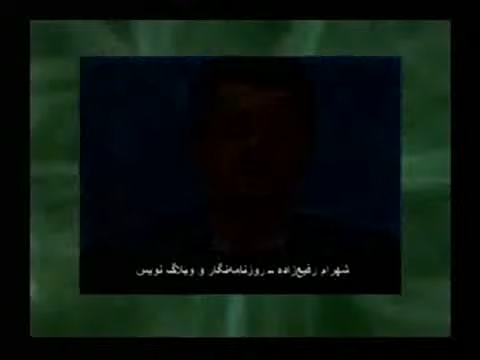 شهرام رفیع‌زاده – روزنامه‌نگار و وبلاگ نویس